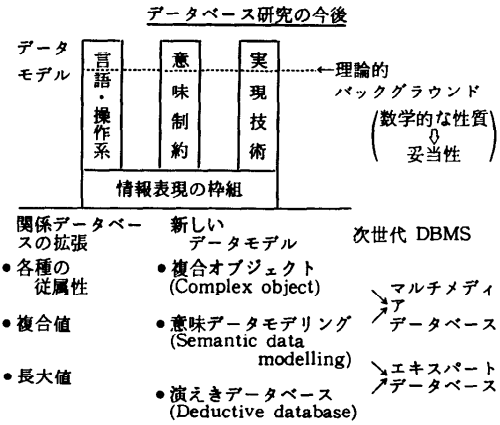 データベース研究の今後
データ
モデル
言語・操作系
意味制約
実現技術
←理論的
バックグラウンド
(数学的な性質
⇩
妥当性)
情報表現の枠組
関係データベー
スの拡張
● 各種の
従属性
● 複合値
● 長大値
新しい
データモデル
● 複合オブジェクト
(Complex object)
● 意味データモデリング
(Semantic data
modelling)
● 演えきデータベース
(Deductive database)
次世代 DBMS
マルチメディ
ア
データベース
エキスパート
データベース